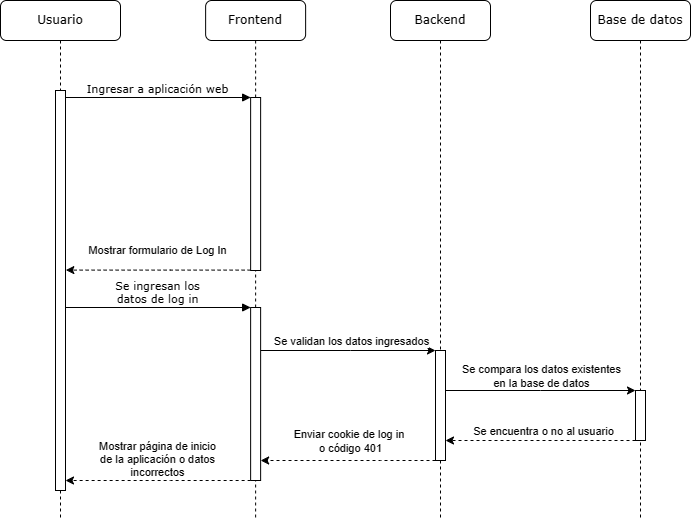 Usuario
Frontend
Backend
Base de datos
Ingresar a aplicación web
Mostrar formulario de Log In
Se ingresan los
datos de log in
Se validan los datos ingresados
Se compara los datos existentes
en la base de datos
Se encuentra o no al usuario
Enviar cookie de log in
o código 401
Mostrar página de inicio
de la aplicación o datos
incorrectos